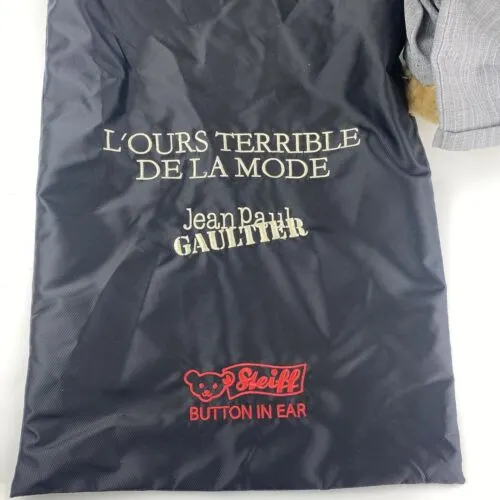 L'OURS TERRIBLE
DE LA MODE
Jean Paul
GAULTIER
Steiff
BUTTON IN EAR